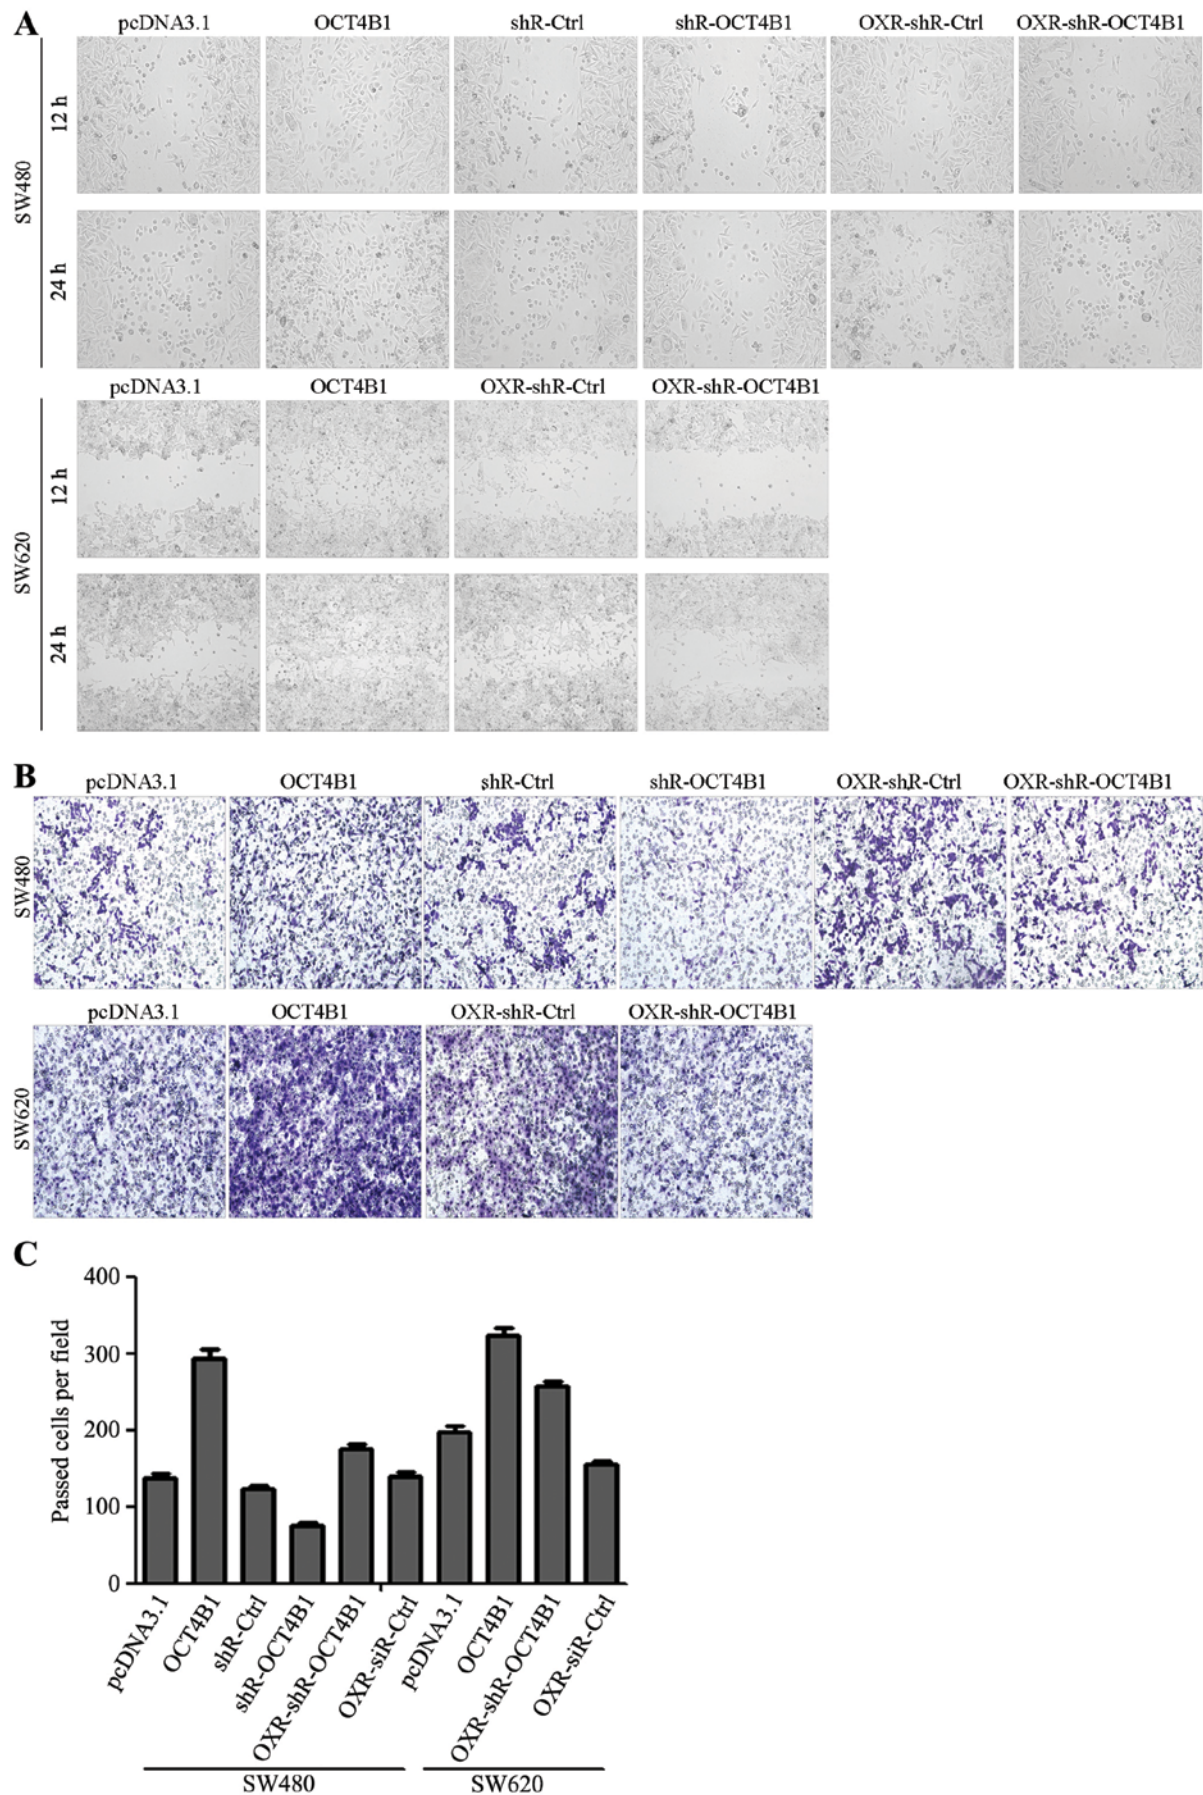 A
pcDNA3.1 OCT4B1 shR-Ctrl shR-OCT4B1 OXR-shR-Ctrl OXR-shR-OCT4B1
SW480
12 h
24 h
pcDNA3.1 OCT4B1 OXR-shR-Ctrl OXR-shR-OCT4B1
SW620
12 h
24 h
B
pcDNA3.1 OCT4B1 shR-Ctrl shR-OCT4B1 OXR-shR-Ctrl OXR-shR-OCT4B1
SW480
pcDNA3.1 OCT4B1 OXR-shR-Ctrl OXR-shR-OCT4B1
SW620
C
Passed cells per field
400
300
200
100
0
pcDNA3.1
OCT4B1
shR-Ctrl
shR-OCT4B1
OXR-shR-OCT4B1
OXR-siR-Ctrl
pcDNA3.1
OCT4B1
OXR-shR-OCT4B1
OXR-siR-Ctrl
SW480 SW620